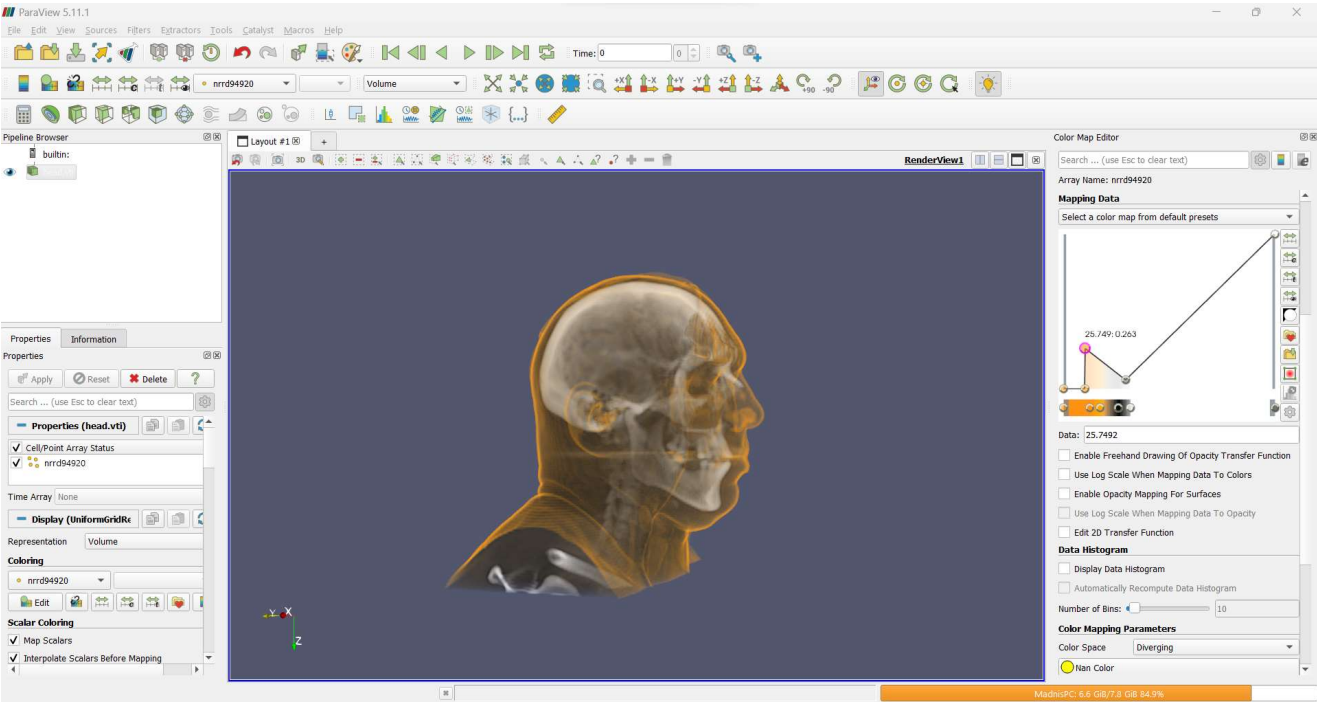 ParaView 5.11.1
File Edit View Sources Filters Extractors Tools Catalyst Macros Help
Time: 0 0
nrrd94920 Volume +X -X +Y -Y +Z -Z +90 -90
Pipeline Browser
builtin:
Layout #1 +
3D RenderView1
Properties Information
Properties
Apply Reset Delete ?
Search ... (use Esc to clear text)
Properties (head.vti)
Cell/Point Array Status
nrrd94920
Time Array None
Display (UniformGridRe
Representation Volume
Coloring
nrrd94920
Edit
Scalar Coloring
Map Scalars
Interpolate Scalars Before Mapping
Y X
Z
Color Map Editor
Search ... (use Esc to clear text)
Array Name: nrrd94920
Mapping Data
Select a color map from default presets
25.749: 0.263
Data: 25.7492
Enable Freehand Drawing Of Opacity Transfer Function
Use Log Scale When Mapping Data To Colors
Enable Opacity Mapping For Surfaces
Use Log Scale When Mapping Data To Opacity
Edit 2D Transfer Function
Data Histogram
Display Data Histogram
Automatically Recompute Data Histogram
Number of Bins: 10
Color Mapping Parameters
Color Space Diverging
Nan Color
MadnisPC: 6.6 GiB/7.8 GiB 84.9%